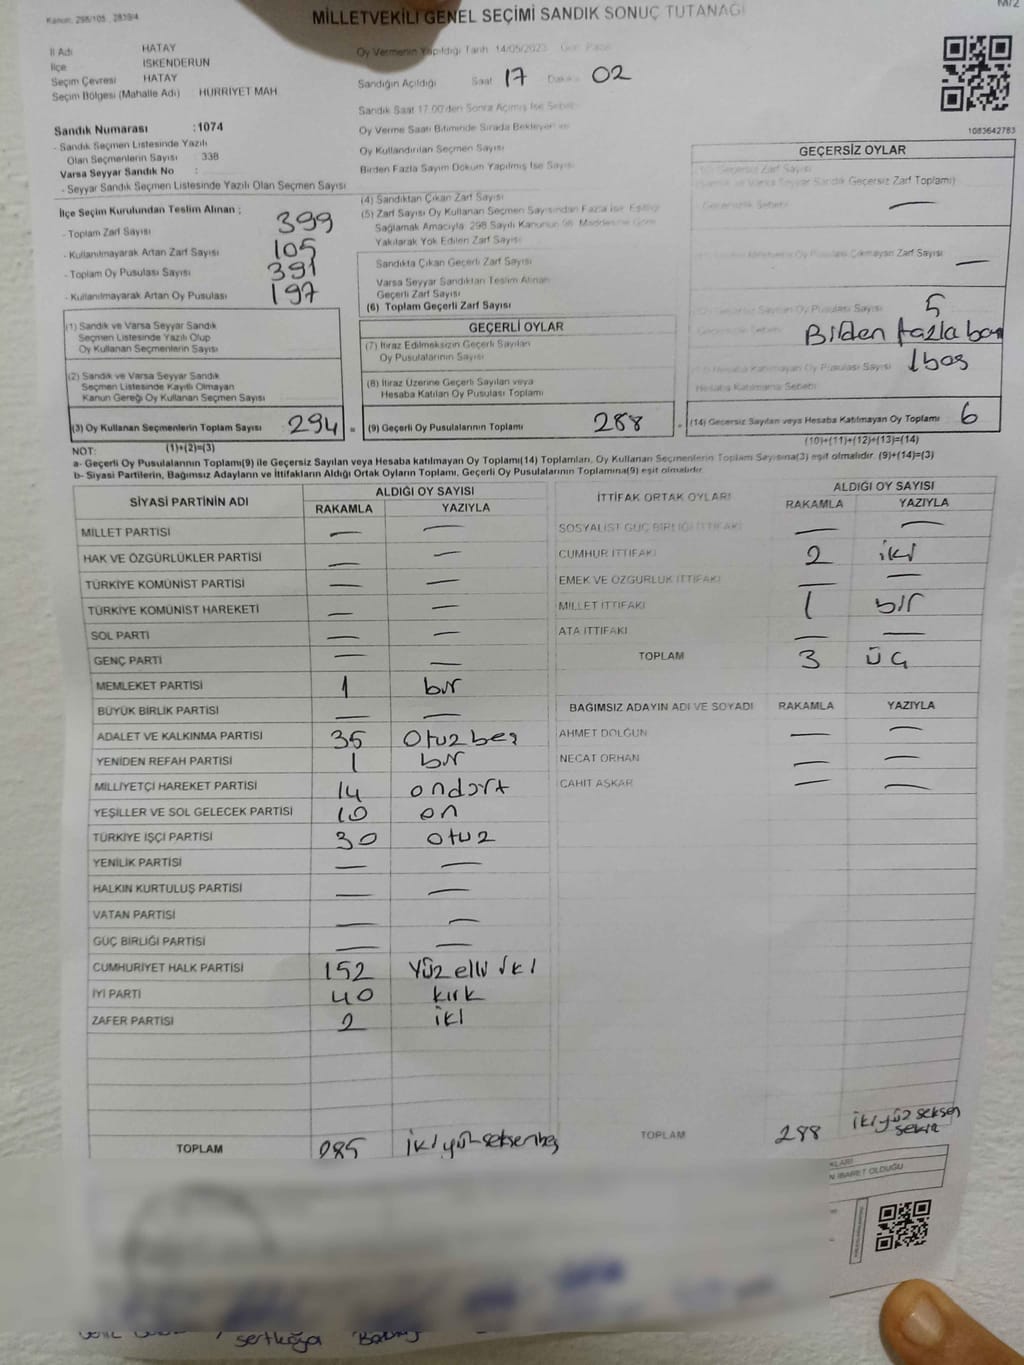 Kanun, 298/105, 2839/4
MİLLETVEKİLİ GENEL SEÇİMİ SANDIK SONUÇ TUTANAĞI
M/2
İl Adı HATAY
İlçe İSKENDERUN
Seçim Çevresi HATAY
Seçim Bölgesi (Mahalle Adı) HÜRRİYET MAH.
Sandık Numarası :1074
- Sandık Seçmen Listesinde Yazılı
Olan Seçmenlerin Sayısı : 338
Varsa Seyyar Sandık No :
- Seyyar Sandık Seçmen Listesinde Yazılı Olan Seçmen Sayısı
Oy Vermenin Yapıldığı Tarih 14/05/2023 Gün Pazar
Sandığın Açıldığı Saat 17 Dakika 02
Sandık Saat 17.00'den Sonra Açılmış İse Sebebi
Oy Verme Saati Bitiminde Sırada Bekleyen ve
Oy Kullandırılan Seçmen Sayısı
Birden Fazla Sayım Döküm Yapılmış İse Sayısı
1083642783
İlçe Seçim Kurulundan Teslim Alınan ;
- Toplam Zarf Sayısı 399
- Kullanılmayarak Artan Zarf Sayısı 105
- Toplam Oy Pusulası Sayısı 391
- Kullanılmayarak Artan Oy Pusulası 197
(4) Sandıktan Çıkan Zarf Sayısı
(5) Zarf Sayısı Oy Kullanan Seçmen Sayısından Fazla İse, Eşitliği
Sağlamak Amacıyla 298 Sayılı Kanunun 98. Maddesine Göre
Yakılarak Yok Edilen Zarf Sayısı
Sandıkta Çıkan Geçerli Zarf Sayısı
Varsa Seyyar Sandıktan Teslim Alınan
Geçerli Zarf Sayısı
(6) Toplam Geçerli Zarf Sayısı
GEÇERSİZ OYLAR
Geçersiz Zarf Sayısı
(Sandık ve Varsa Seyyar Sandık Geçersiz Zarf Toplamı)
Geçersizlik Sebebi —
Çıkmayan Zarf Sayısı —
Oy Pusulası Sayısı 5
Geçersizlik Sebebi Birden fazla
Hesaba Katılmayan Oy Pusulası Sayısı 1 boş
Hesaba Katılmama Sebebi
(1) Sandık ve Varsa Seyyar Sandık
Seçmen Listesinde Yazılı Olup
Oy Kullanan Seçmenlerin Sayısı
(2) Sandık ve Varsa Seyyar Sandık
Seçmen Listesinde Kayıtlı Olmayan
Kanun Gereği Oy Kullanan Seçmen Sayısı
(3) Oy Kullanan Seçmenlerin Toplam Sayısı : 294 =
GEÇERLİ OYLAR
(7) İtiraz Edilmeksizin Geçerli Sayılan
Oy Pusulalarının Sayısı
(8) İtiraz Üzerine Geçerli Sayılan veya
Hesaba Katılan Oy Pusulası Toplamı
(9) Geçerli Oy Pusulalarının Toplamı 288
(14) Geçersiz Sayılan veya Hesaba Katılmayan Oy Toplamı 6
NOT: (1)+(2)=(3) (10)+(11)+(12)+(13)=(14)
a- Geçerli Oy Pusulalarının Toplamı(9) ile Geçersiz Sayılan veya Hesaba Katılmayan Oy Toplamı(14) Toplamları, Oy Kullanan Seçmenlerin Toplam Sayısına(3) eşit olmalıdır. (9)+(14)=(3)
b- Siyasi Partilerin, Bağımsız Adayların ve İttifakların Aldığı Ortak Oyların Toplamı, Geçerli Oy Pusulalarının Toplamına(9) eşit olmalıdır.
SİYASİ PARTİNİN ADI ALDIĞI OY SAYISI
RAKAMLA YAZIYLA
MİLLET PARTİSİ — —
HAK VE ÖZGÜRLÜKLER PARTİSİ — —
TÜRKİYE KOMÜNİST PARTİSİ — —
TÜRKİYE KOMÜNİST HAREKETİ — —
SOL PARTİ — —
GENÇ PARTİ — —
MEMLEKET PARTİSİ 1 bir
BÜYÜK BİRLİK PARTİSİ — —
ADALET VE KALKINMA PARTİSİ 35 Otuzbeş
YENİDEN REFAH PARTİSİ 1 bir
MİLLİYETÇİ HAREKET PARTİSİ 14 ondört
YEŞİLLER VE SOL GELECEK PARTİSİ 10 on
TÜRKİYE İŞÇİ PARTİSİ 30 otuz
YENİLİK PARTİSİ — —
HALKIN KURTULUŞ PARTİSİ — —
VATAN PARTİSİ — —
GÜÇ BİRLİĞİ PARTİSİ — —
CUMHURİYET HALK PARTİSİ 152 Yüz elli iki
İYİ PARTİ 40 kırk
ZAFER PARTİSİ 2 iki
TOPLAM 285 ikiyüzseksenbeş
İTTİFAK ORTAK OYLARI ALDIĞI OY SAYISI
RAKAMLA YAZIYLA
SOSYALİST GÜÇ BİRLİĞİ İTTİFAKI — —
CUMHUR İTTİFAKI 2 iki
EMEK VE ÖZGÜRLÜK İTTİFAKI — —
MİLLET İTTİFAKI 1 bir
ATA İTTİFAKI — —
TOPLAM 3 ÜÇ
BAĞIMSIZ ADAYIN ADI VE SOYADI RAKAMLA YAZIYLA
AHMET DOLĞUN — —
NECAT ORHAN — —
CAHİT AŞKAR — —
TOPLAM 288 ikiyüz seksen
sekiz
N İBARET OLDUĞU